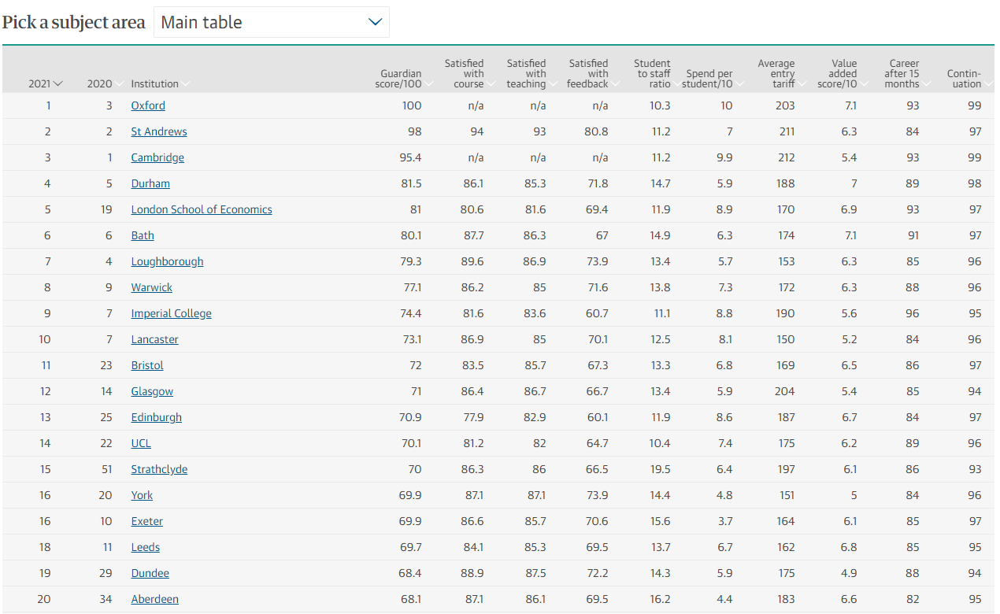 Pick a subject area Main table
2021 2020 Institution Guardian score/100 Satisfied with course Satisfied with teaching Satisfied with feedback Student to staff ratio Spend per student/10 Average entry tariff Value added score/10 Career after 15 months Contin-uation
1 3 Oxford 100 n/a n/a n/a 10.3 10 203 7.1 93 99
2 2 St Andrews 98 94 93 80.8 11.2 7 211 6.3 84 97
3 1 Cambridge 95.4 n/a n/a n/a 11.2 9.9 212 5.4 93 99
4 5 Durham 81.5 86.1 85.3 71.8 14.7 5.9 188 7 89 98
5 19 London School of Economics 81 80.6 81.6 69.4 11.9 8.9 170 6.9 93 97
6 6 Bath 80.1 87.7 86.3 67 14.9 6.3 174 7.1 91 97
7 4 Loughborough 79.3 89.6 86.9 73.9 13.4 5.7 153 6.3 85 96
8 9 Warwick 77.1 86.2 85 71.6 13.8 7.3 172 6.3 88 96
9 7 Imperial College 74.4 81.6 83.6 60.7 11.1 8.8 190 5.6 96 95
10 7 Lancaster 73.1 86.9 85 70.1 12.5 8.1 150 5.2 84 96
11 23 Bristol 72 83.5 85.7 67.3 13.3 6.8 169 6.5 86 97
12 14 Glasgow 71 86.4 86.7 66.7 13.4 5.9 204 5.4 85 94
13 25 Edinburgh 70.9 77.9 82.9 60.1 11.9 8.6 187 6.7 84 97
14 22 UCL 70.1 81.2 82 64.7 10.4 7.4 175 6.2 89 96
15 51 Strathclyde 70 86.3 86 66.5 19.5 6.4 197 6.1 86 93
16 20 York 69.9 87.1 87.1 73.9 14.4 4.8 151 5 84 96
16 10 Exeter 69.9 86.6 85.7 70.6 15.6 3.7 164 6.1 85 97
18 11 Leeds 69.7 84.1 85.3 69.5 13.7 6.7 162 6.8 85 95
19 29 Dundee 68.4 88.9 87.5 72.2 14.3 5.9 175 4.9 88 94
20 34 Aberdeen 68.1 87.1 86.1 69.5 16.2 4.4 183 6.6 82 95